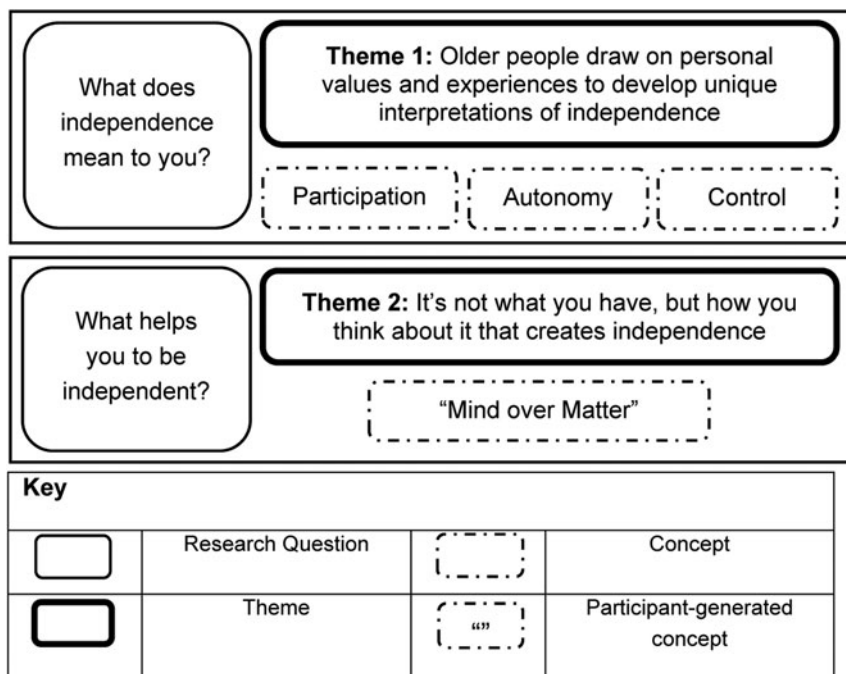 What does
independence
mean to you?
Theme 1: Older people draw on personal
values and experiences to develop unique
interpretations of independence
Participation
Autonomy
Control
What helps
you to be
independent?
Theme 2: It’s not what you have, but how you
think about it that creates independence
“Mind over Matter”
Key
Research Question
Concept
Theme
“”
Participant-generated
concept